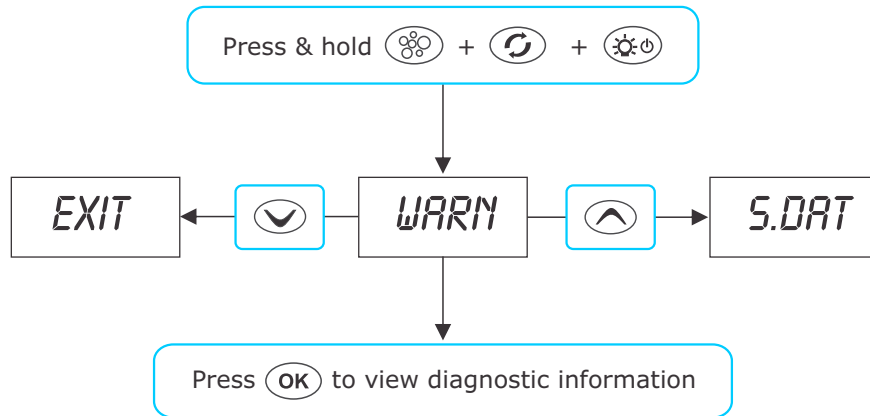 Press & hold + +
EXIT WARN S.DAT
Press OK to view diagnostic information